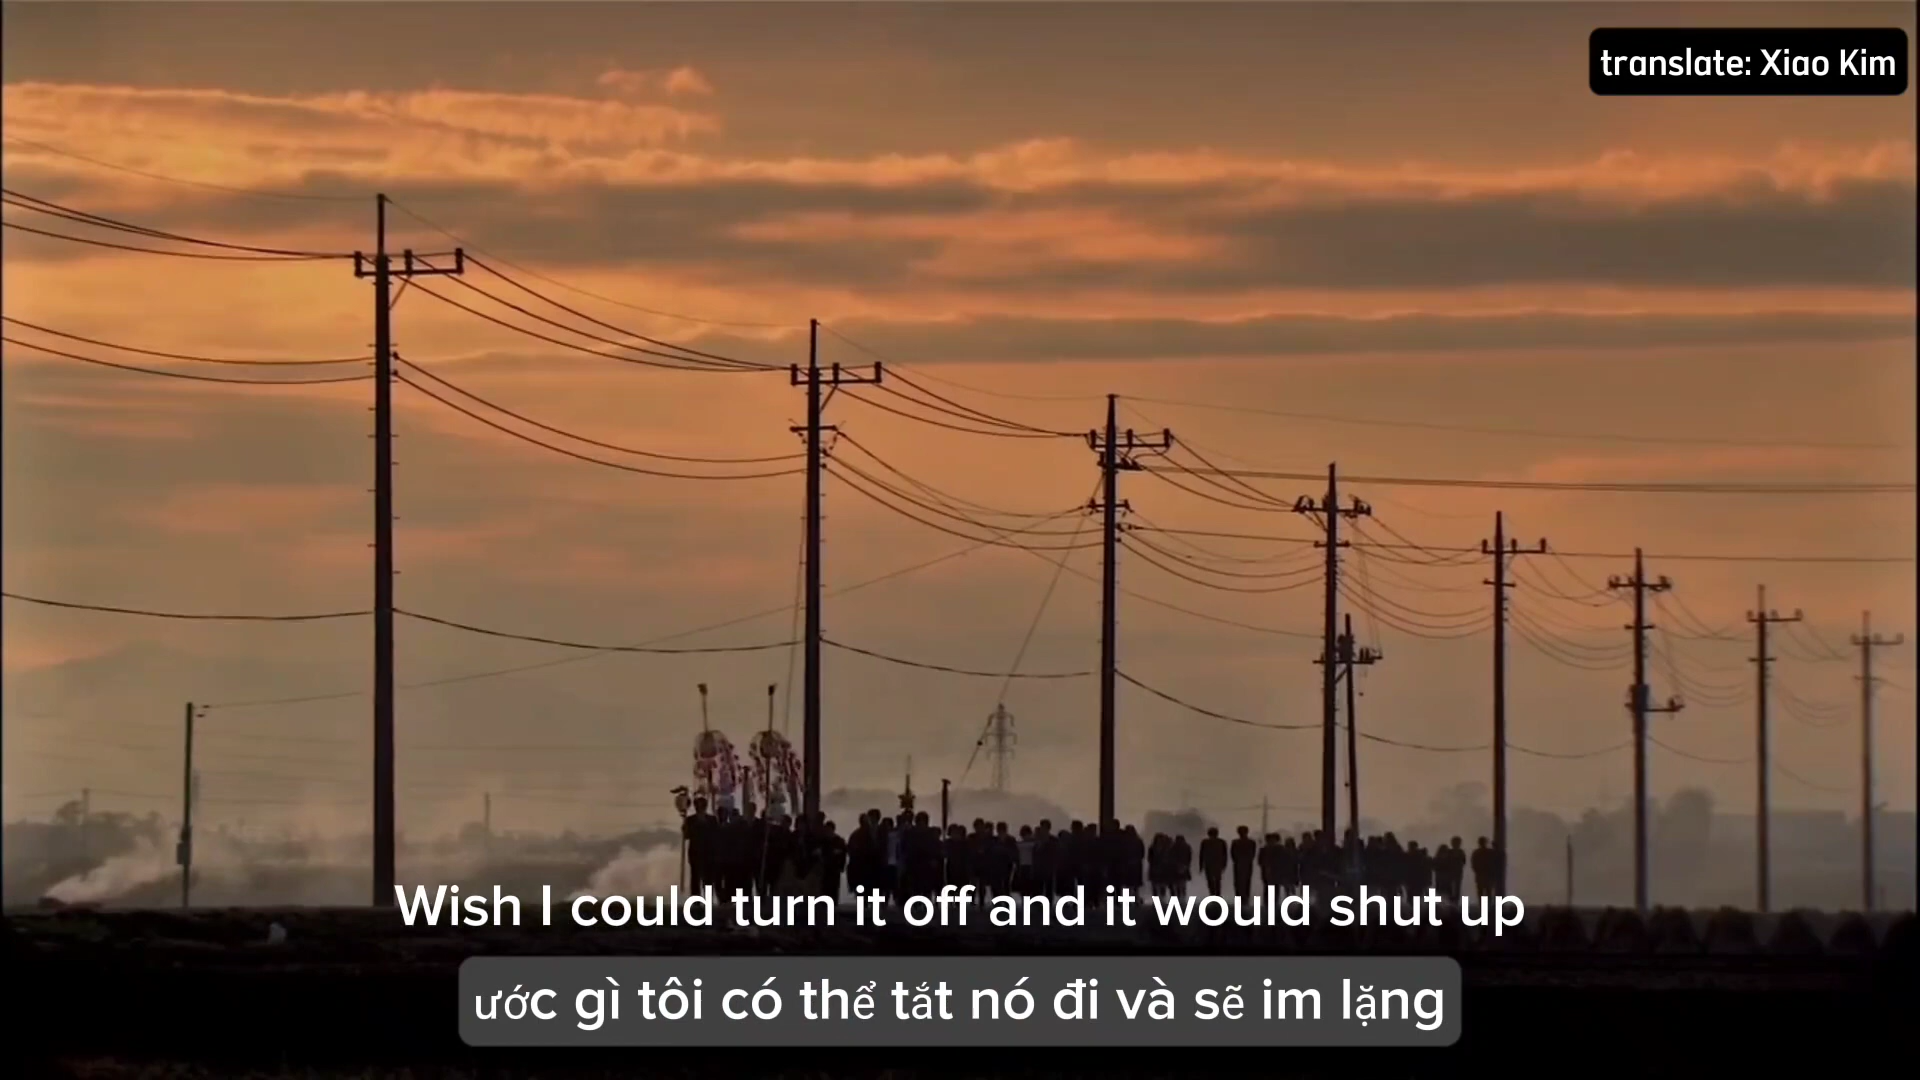 translate: Xiao Kim
Wish I could turn it off and it would shut up
ước gì tôi có thể tắt nó đi và sẽ im lặng